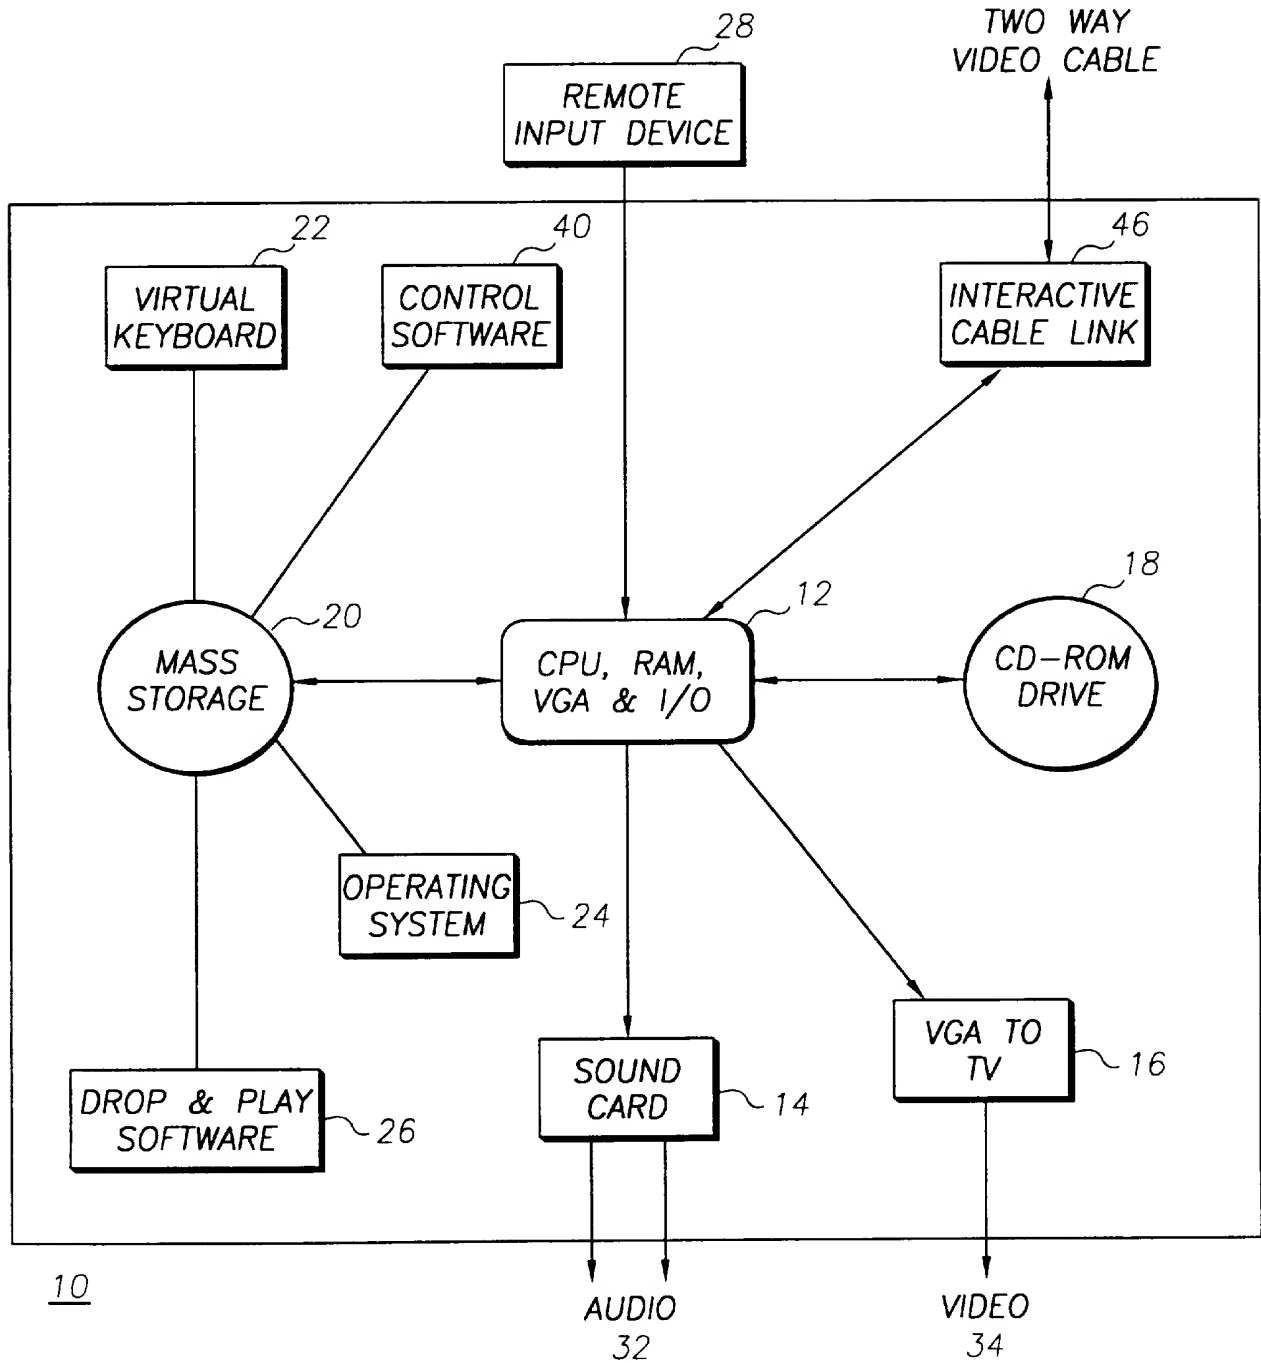 28
TWO WAY
VIDEO CABLE
REMOTE
INPUT DEVICE
22
40
46
VIRTUAL
KEYBOARD
CONTROL
SOFTWARE
INTERACTIVE
CABLE LINK
20
12
18
MASS
STORAGE
CPU, RAM,
VGA & I/O
CD-ROM
DRIVE
OPERATING
SYSTEM
24
VGA TO
TV
16
DROP & PLAY
SOFTWARE
26
SOUND
CARD
14
10
AUDIO
32
VIDEO
34